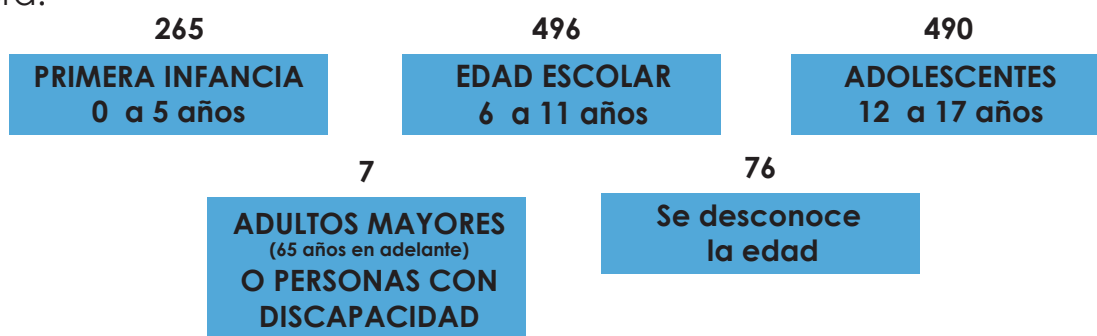 265
PRIMERA INFANCIA
0 a 5 años
496
EDAD ESCOLAR
6 a 11 años
490
ADOLESCENTES
12 a 17 años
7
ADULTOS MAYORES
(65 años en adelante)
O PERSONAS CON
DISCAPACIDAD
76
Se desconoce
la edad